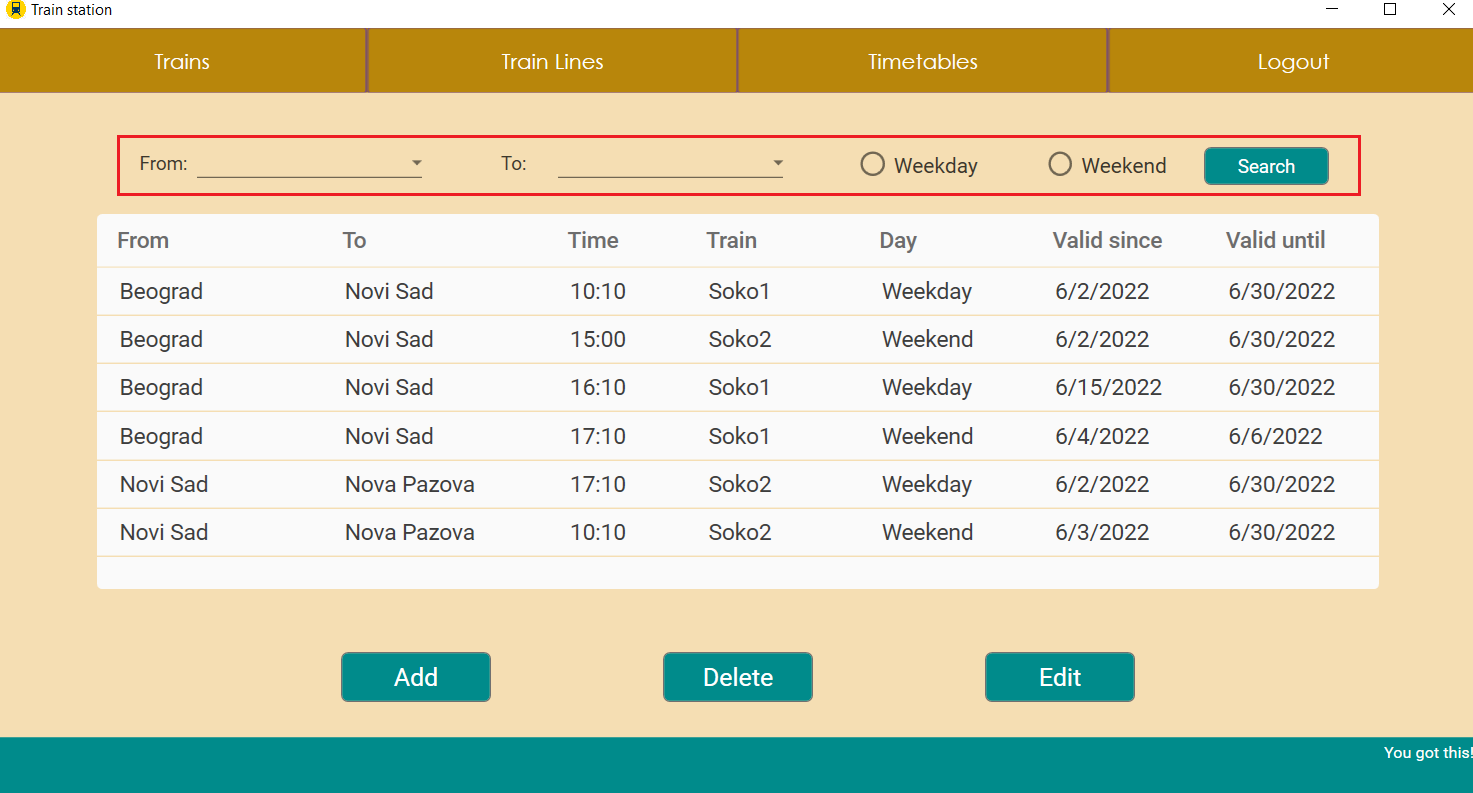 Train station
Trains Train Lines Timetables Logout
From: To: Weekday Weekend Search
From To Time Train Day Valid since Valid until
Beograd Novi Sad 10:10 Soko1 Weekday 6/2/2022 6/30/2022
Beograd Novi Sad 15:00 Soko2 Weekend 6/2/2022 6/30/2022
Beograd Novi Sad 16:10 Soko1 Weekday 6/15/2022 6/30/2022
Beograd Novi Sad 17:10 Soko1 Weekend 6/4/2022 6/6/2022
Novi Sad Nova Pazova 17:10 Soko2 Weekday 6/2/2022 6/30/2022
Novi Sad Nova Pazova 10:10 Soko2 Weekend 6/3/2022 6/30/2022
Add Delete Edit
You got this!